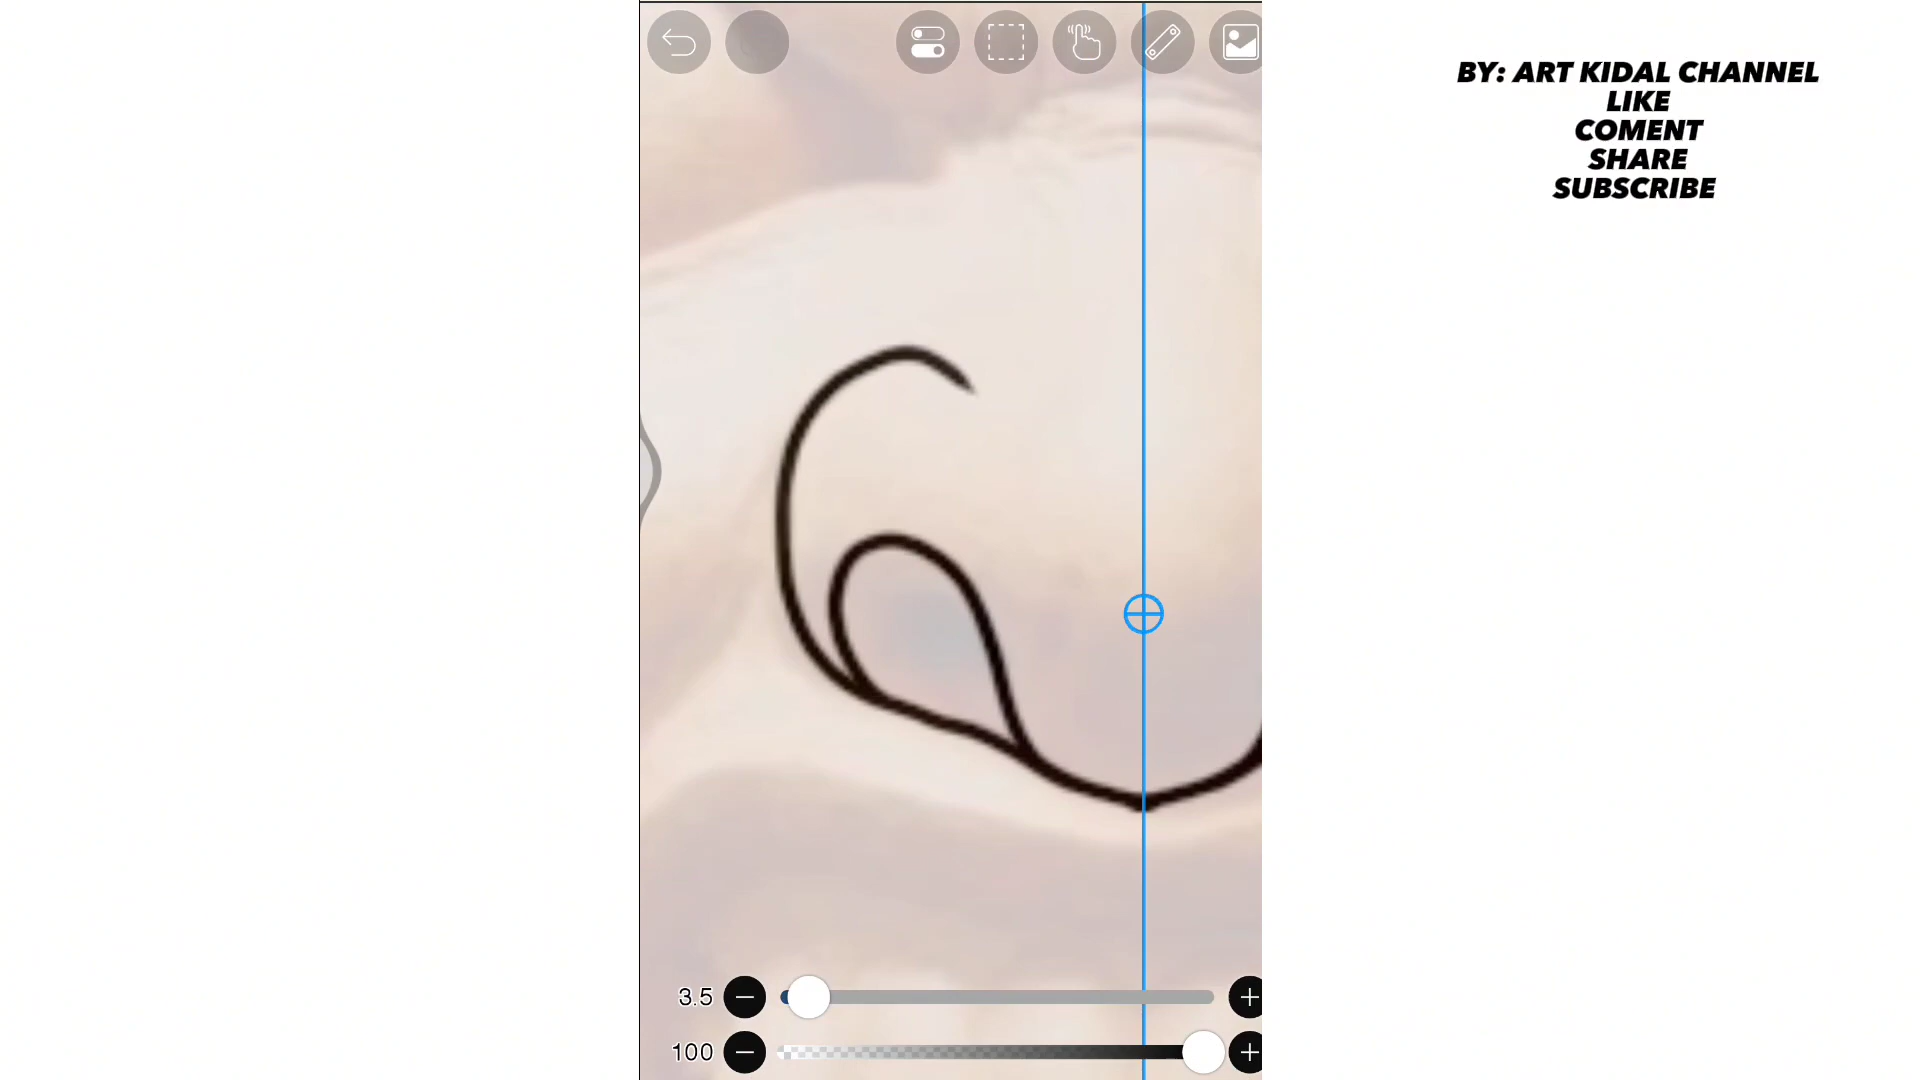 BY: ART KIDAL CHANNEL
LIKE
COMENT
SHARE
SUBSCRIBE
3.5
100